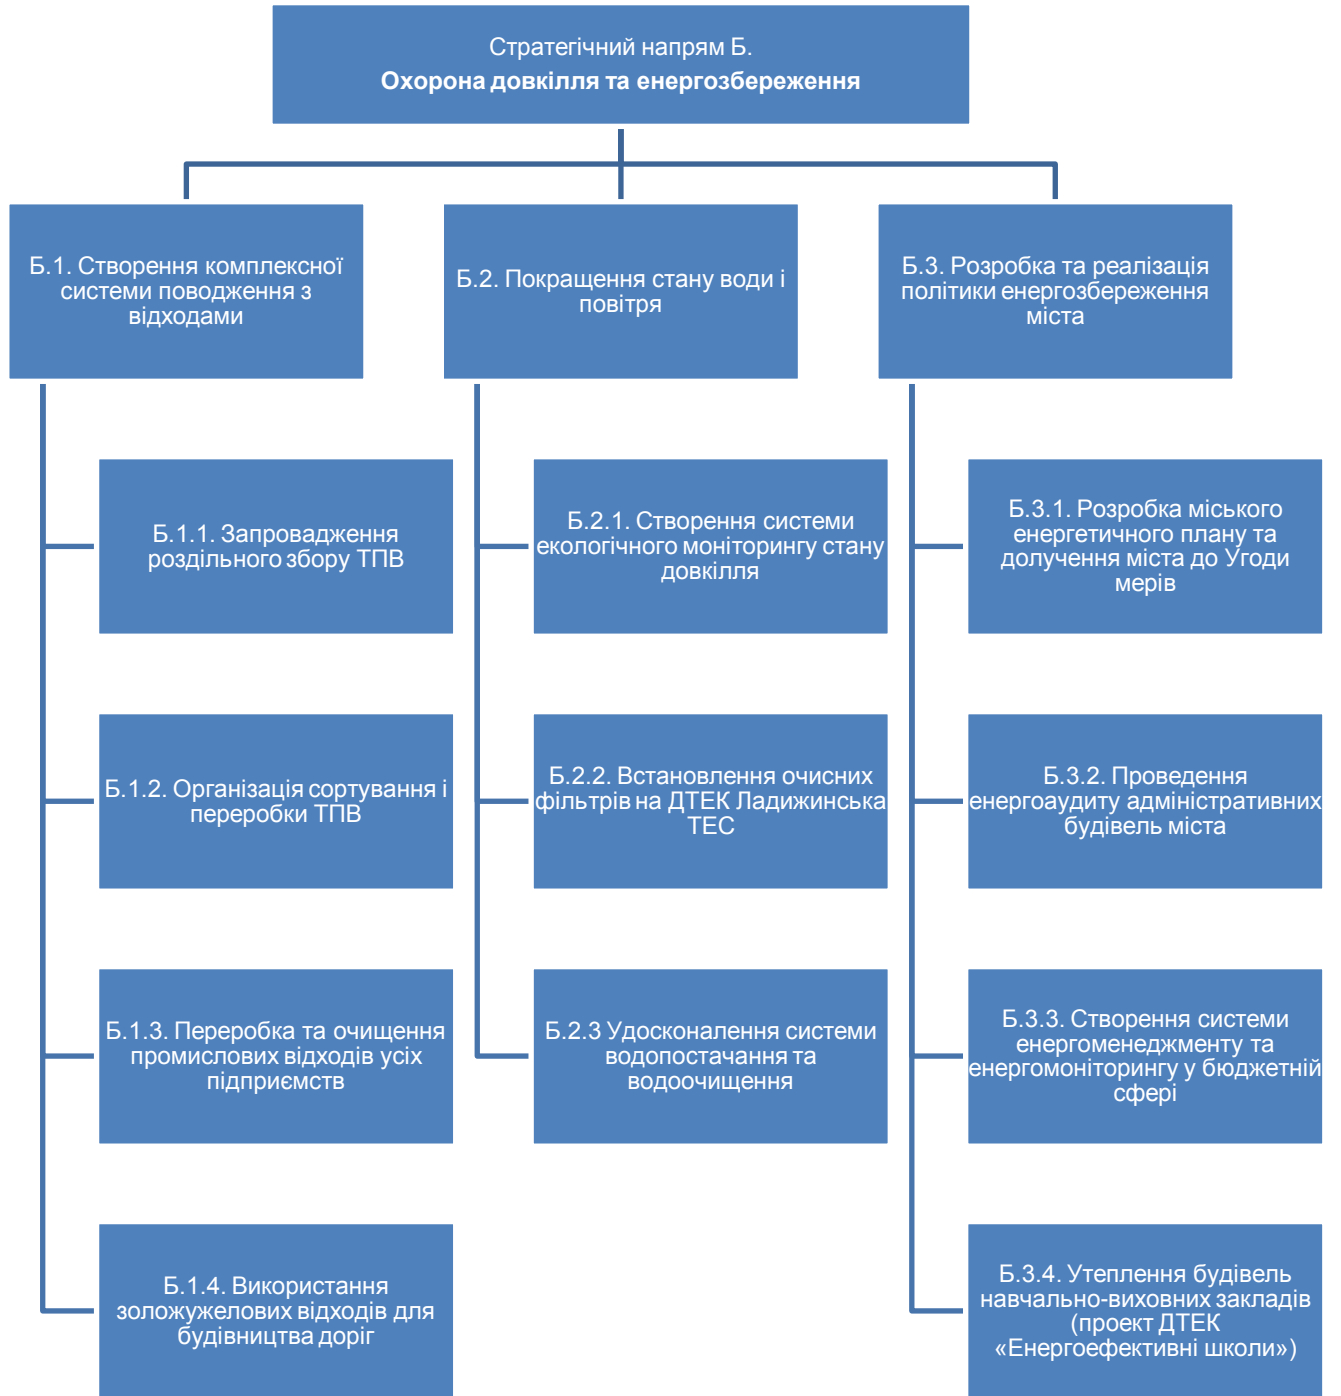 Стратегічний напрям Б.
Охорона довкілля та енергозбереження
Б.1. Створення комплексної
системи поводження з
відходами
Б.2. Покращення стану води і
повітря
Б.3. Розробка та реалізація
політики енергозбереження
міста
Б.1.1. Запровадження
роздільного збору ТПВ
Б.2.1. Створення системи
екологічного моніторингу стану
довкілля
Б.3.1. Розробка міського
енергетичного плану та
долучення міста до Угоди
мерів
Б.1.2. Організація сортування і
переробки ТПВ
Б.2.2. Встановлення очисних
фільтрів на ДТЕК Ладижинська
ТЕС
Б.3.2. Проведення
енергоаудиту адміністративних
будівель міста
Б.1.3. Переробка та очищення
промислових відходів усіх
підприємств
Б.2.3 Удосконалення системи
водопостачання та
водоочищення
Б.3.3. Створення системи
енергоменеджменту та
енергомоніторингу у бюджетній
сфері
Б.1.4. Використання
золожужелових відходів для
будівництва доріг
Б.3.4. Утеплення будівель
навчально-виховних закладів
(проект ДТЕК
«Енергоефективні школи»)